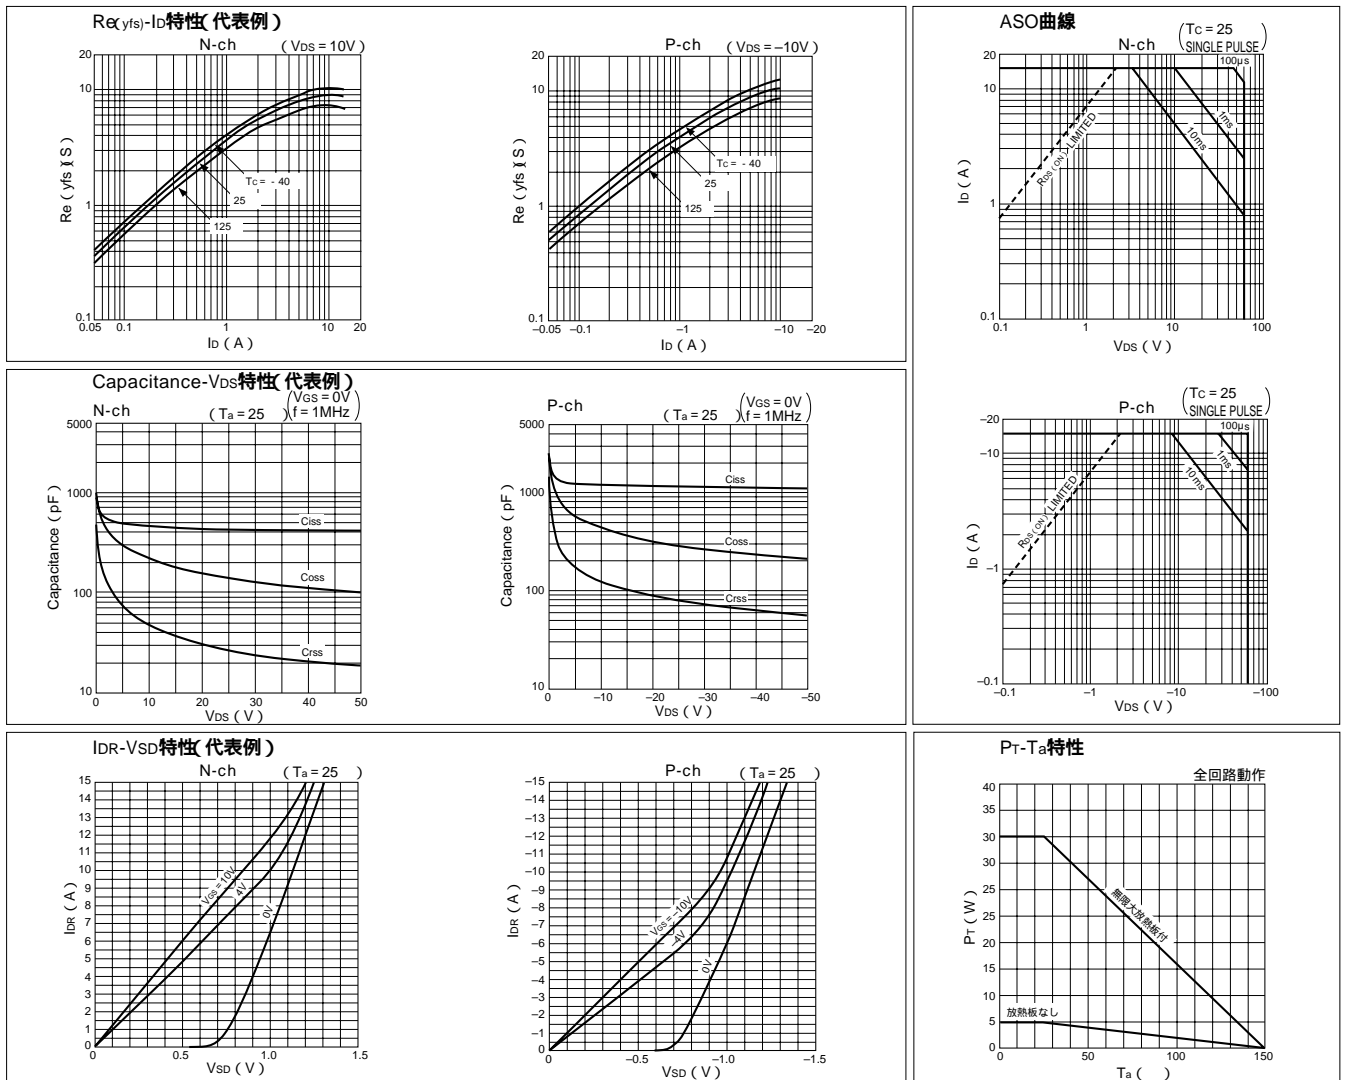 Re(yfs)-ID特性(代表例)
N-ch
(VDS = 10V)
20
10
1
0.1
Re (yfs) (S)
TC = - 40
25
125
0.05 0.1 1 10 20
ID (A)
P-ch
(VDS = –10V)
20
10
1
0.1
Re (yfs) (S)
TC = - 40
25
125
–0.05 –0.1 –1 –10 –20
ID (A)
ASO曲線
N-ch
(TC = 25
SINGLE PULSE)
20
10
1
0.1
ID (A)
100μs
1ms
10ms
RDS (ON) LIMITED
0.1 1 10 100
VDS (V)
P-ch
(TC = 25
SINGLE PULSE)
–20
–10
–1
–0.1
ID (A)
100μs
1ms
10ms
RDS (ON) LIMITED
–0.1 –1 –10 –100
VDS (V)
Capacitance-VDS特性(代表例)
N-ch
(Ta = 25 )
(VGS = 0V
f = 1MHz)
5000
1000
100
10
Capacitance (pF)
Ciss
Coss
Crss
0 10 20 30 40 50
VDS (V)
P-ch
(Ta = 25 )
(VGS = 0V
f = 1MHz)
5000
1000
100
10
Capacitance (pF)
Ciss
Coss
Crss
0 –10 –20 –30 –40 –50
VDS (V)
IDR-VSD特性(代表例)
N-ch
(Ta = 25 )
15
14
13
12
11
10
9
8
7
6
5
4
3
2
1
0
IDR (A)
VGS = 10V
4V
0V
0 0.5 1.0 1.5
VSD (V)
P-ch
(Ta = 25 )
–15
–14
–13
–12
–11
–10
–9
–8
–7
–6
–5
–4
–3
–2
–1
0
IDR (A)
VGS = –10V
–4V
0V
0 –0.5 –1.0 –1.5
VSD (V)
PT-Ta特性
全回路動作
40
35
30
30
25
20
15
10
5
0
PT (W)
無限大放熱板付
放熱板なし
0 50 100 150
Ta ( )